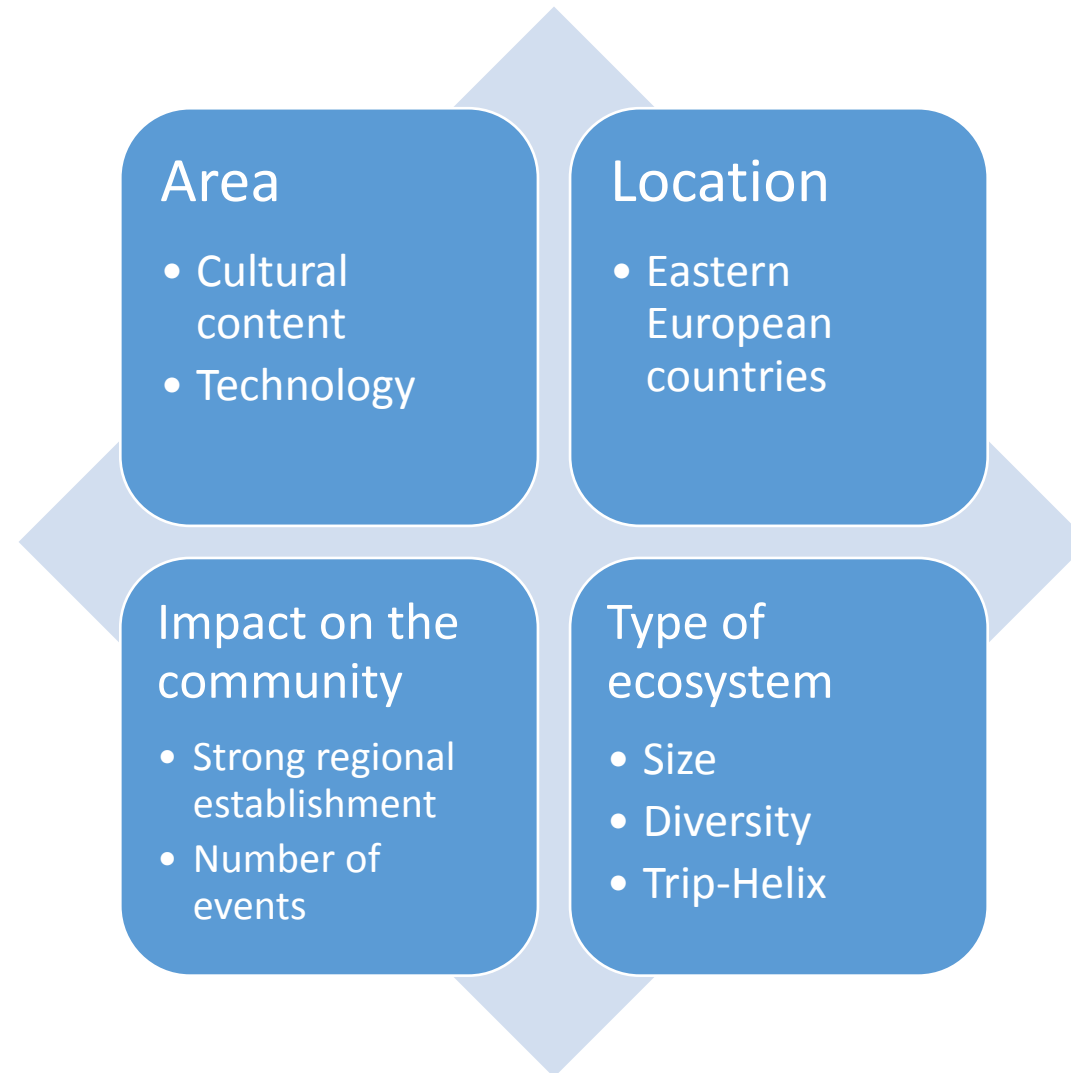 Area
• Cultural
content
• Technology
Location
• Eastern
European
countries
Impact on the
community
• Strong regional
establishment
• Number of
events
Type of
ecosystem
• Size
• Diversity
• Trip-Helix